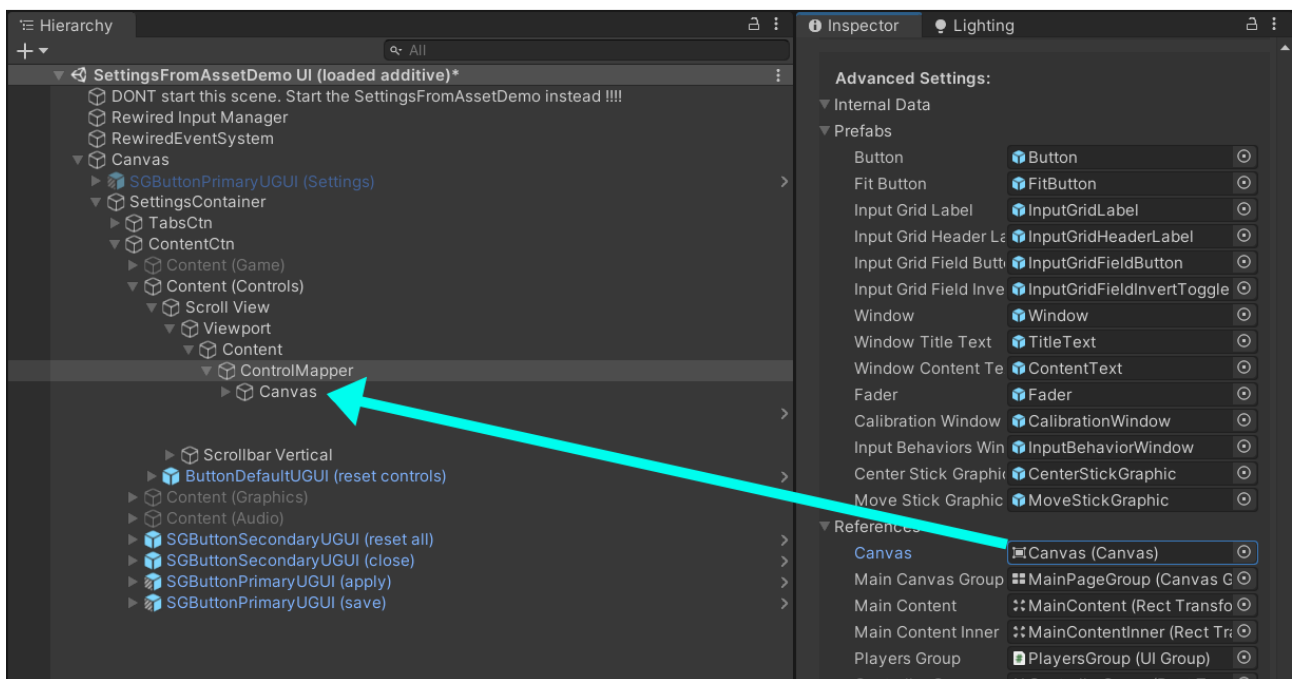 Hierarchy
All
SettingsFromAssetDemo UI (loaded additive)*
DONT start this scene. Start the SettingsFromAssetDemo instead !!!!
Rewired Input Manager
RewiredEventSystem
Canvas
SGButtonPrimaryUGUI (Settings)
SettingsContainer
TabsCtn
ContentCtn
Content (Game)
Content (Controls)
Scroll View
Viewport
Content
ControlMapper
Canvas
Scrollbar Vertical
ButtonDefaultUGUI (reset controls)
Content (Graphics)
Content (Audio)
SGButtonSecondaryUGUI (reset all)
SGButtonSecondaryUGUI (close)
SGButtonPrimaryUGUI (apply)
SGButtonPrimaryUGUI (save)
Inspector Lighting
Advanced Settings:
Internal Data
Prefabs
Button Button
Fit Button FitButton
Input Grid Label InputGridLabel
Input Grid Header La InputGridHeaderLabel
Input Grid Field Butt InputGridFieldButton
Input Grid Field Inve InputGridFieldInvertToggle
Window Window
Window Title Text TitleText
Window Content Te ContentText
Fader Fader
Calibration Window CalibrationWindow
Input Behaviors Win InputBehaviorWindow
Center Stick Graphi CenterStickGraphic
Move Stick Graphic MoveStickGraphic
References
Canvas Canvas (Canvas)
Main Canvas Group MainPageGroup (Canvas G
Main Content MainContent (Rect Transfo
Main Content Inner MainContentInner (Rect Tra
Players Group PlayersGroup (UI Group)